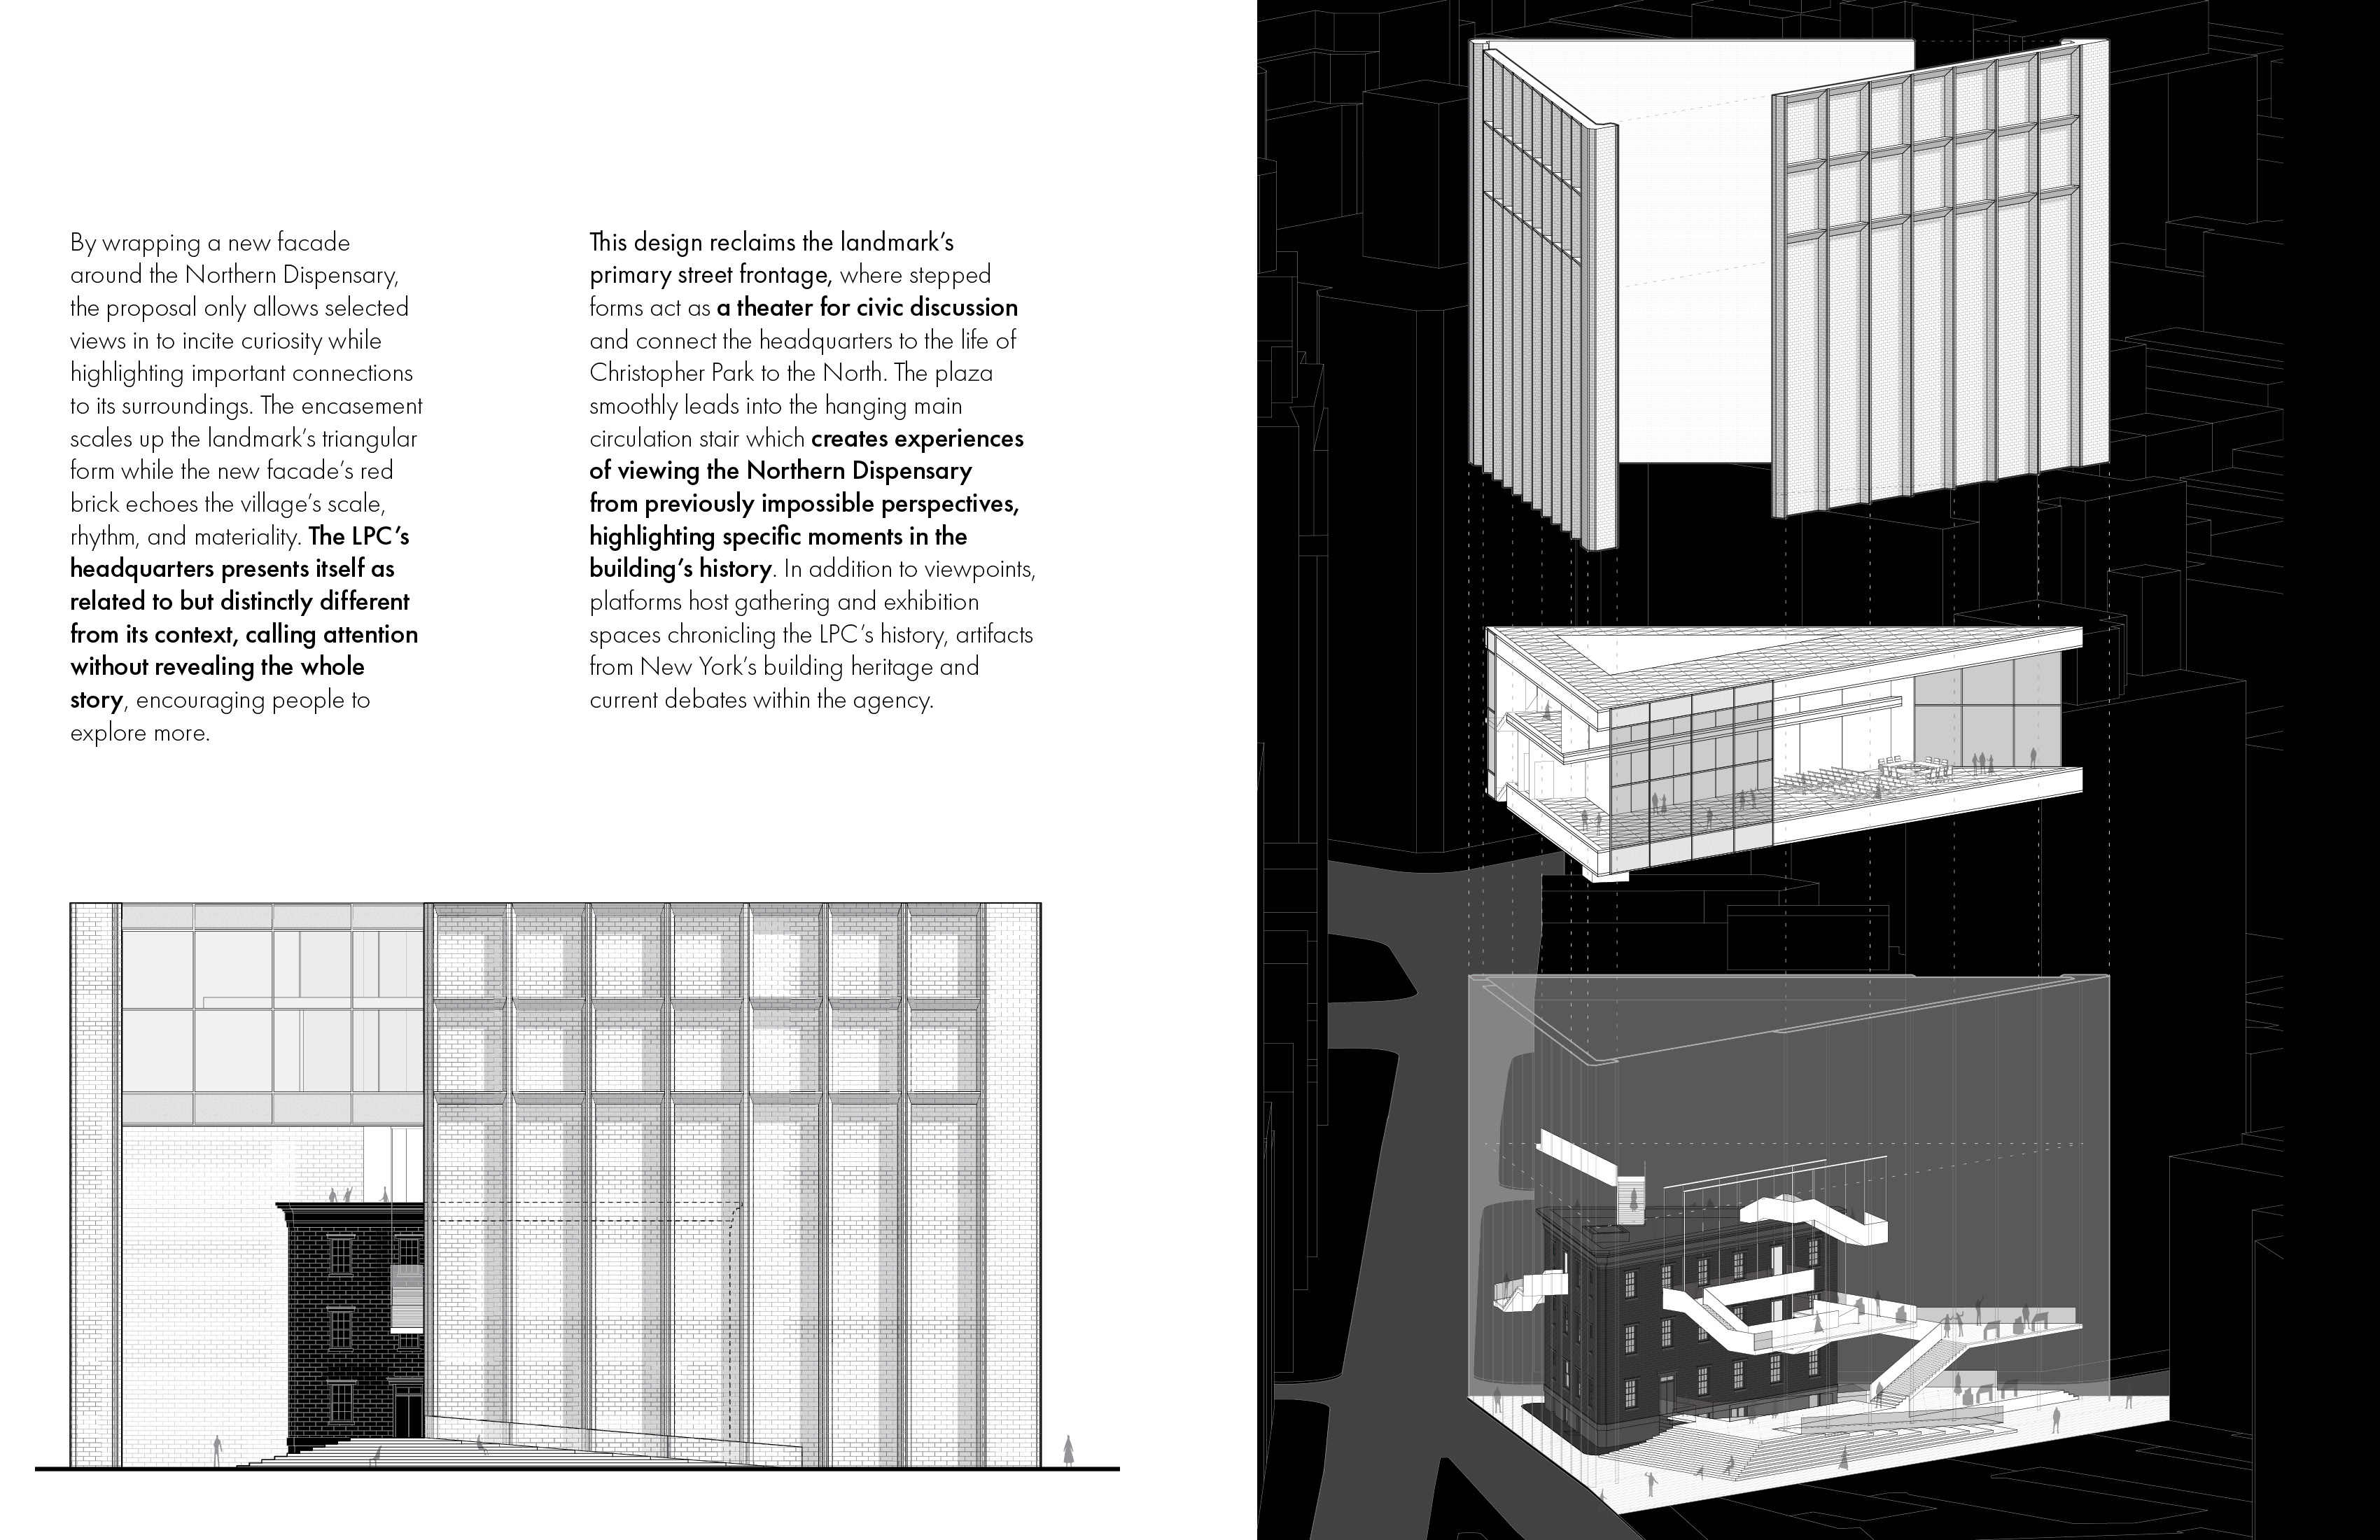 By wrapping a new facade
around the Northern Dispensary,
the proposal only allows selected
views in to incite curiosity while
highlighting important connections
to its surroundings. The encasement
scales up the landmark’s triangular
form while the new facade’s red
brick echoes the village’s scale,
rhythm, and materiality. The LPC’s
headquarters presents itself as
related to but distinctly different
from its context, calling attention
without revealing the whole
story, encouraging people to
explore more.
This design reclaims the landmark’s
primary street frontage, where stepped
forms act as a theater for civic discussion
and connect the headquarters to the life of
Christopher Park to the North. The plaza
smoothly leads into the hanging main
circulation stair which creates experiences
of viewing the Northern Dispensary
from previously impossible perspectives,
highlighting specific moments in the
building’s history. In addition to viewpoints,
platforms host gathering and exhibition
spaces chronicling the LPC’s history, artifacts
from New York’s building heritage and
current debates within the agency.